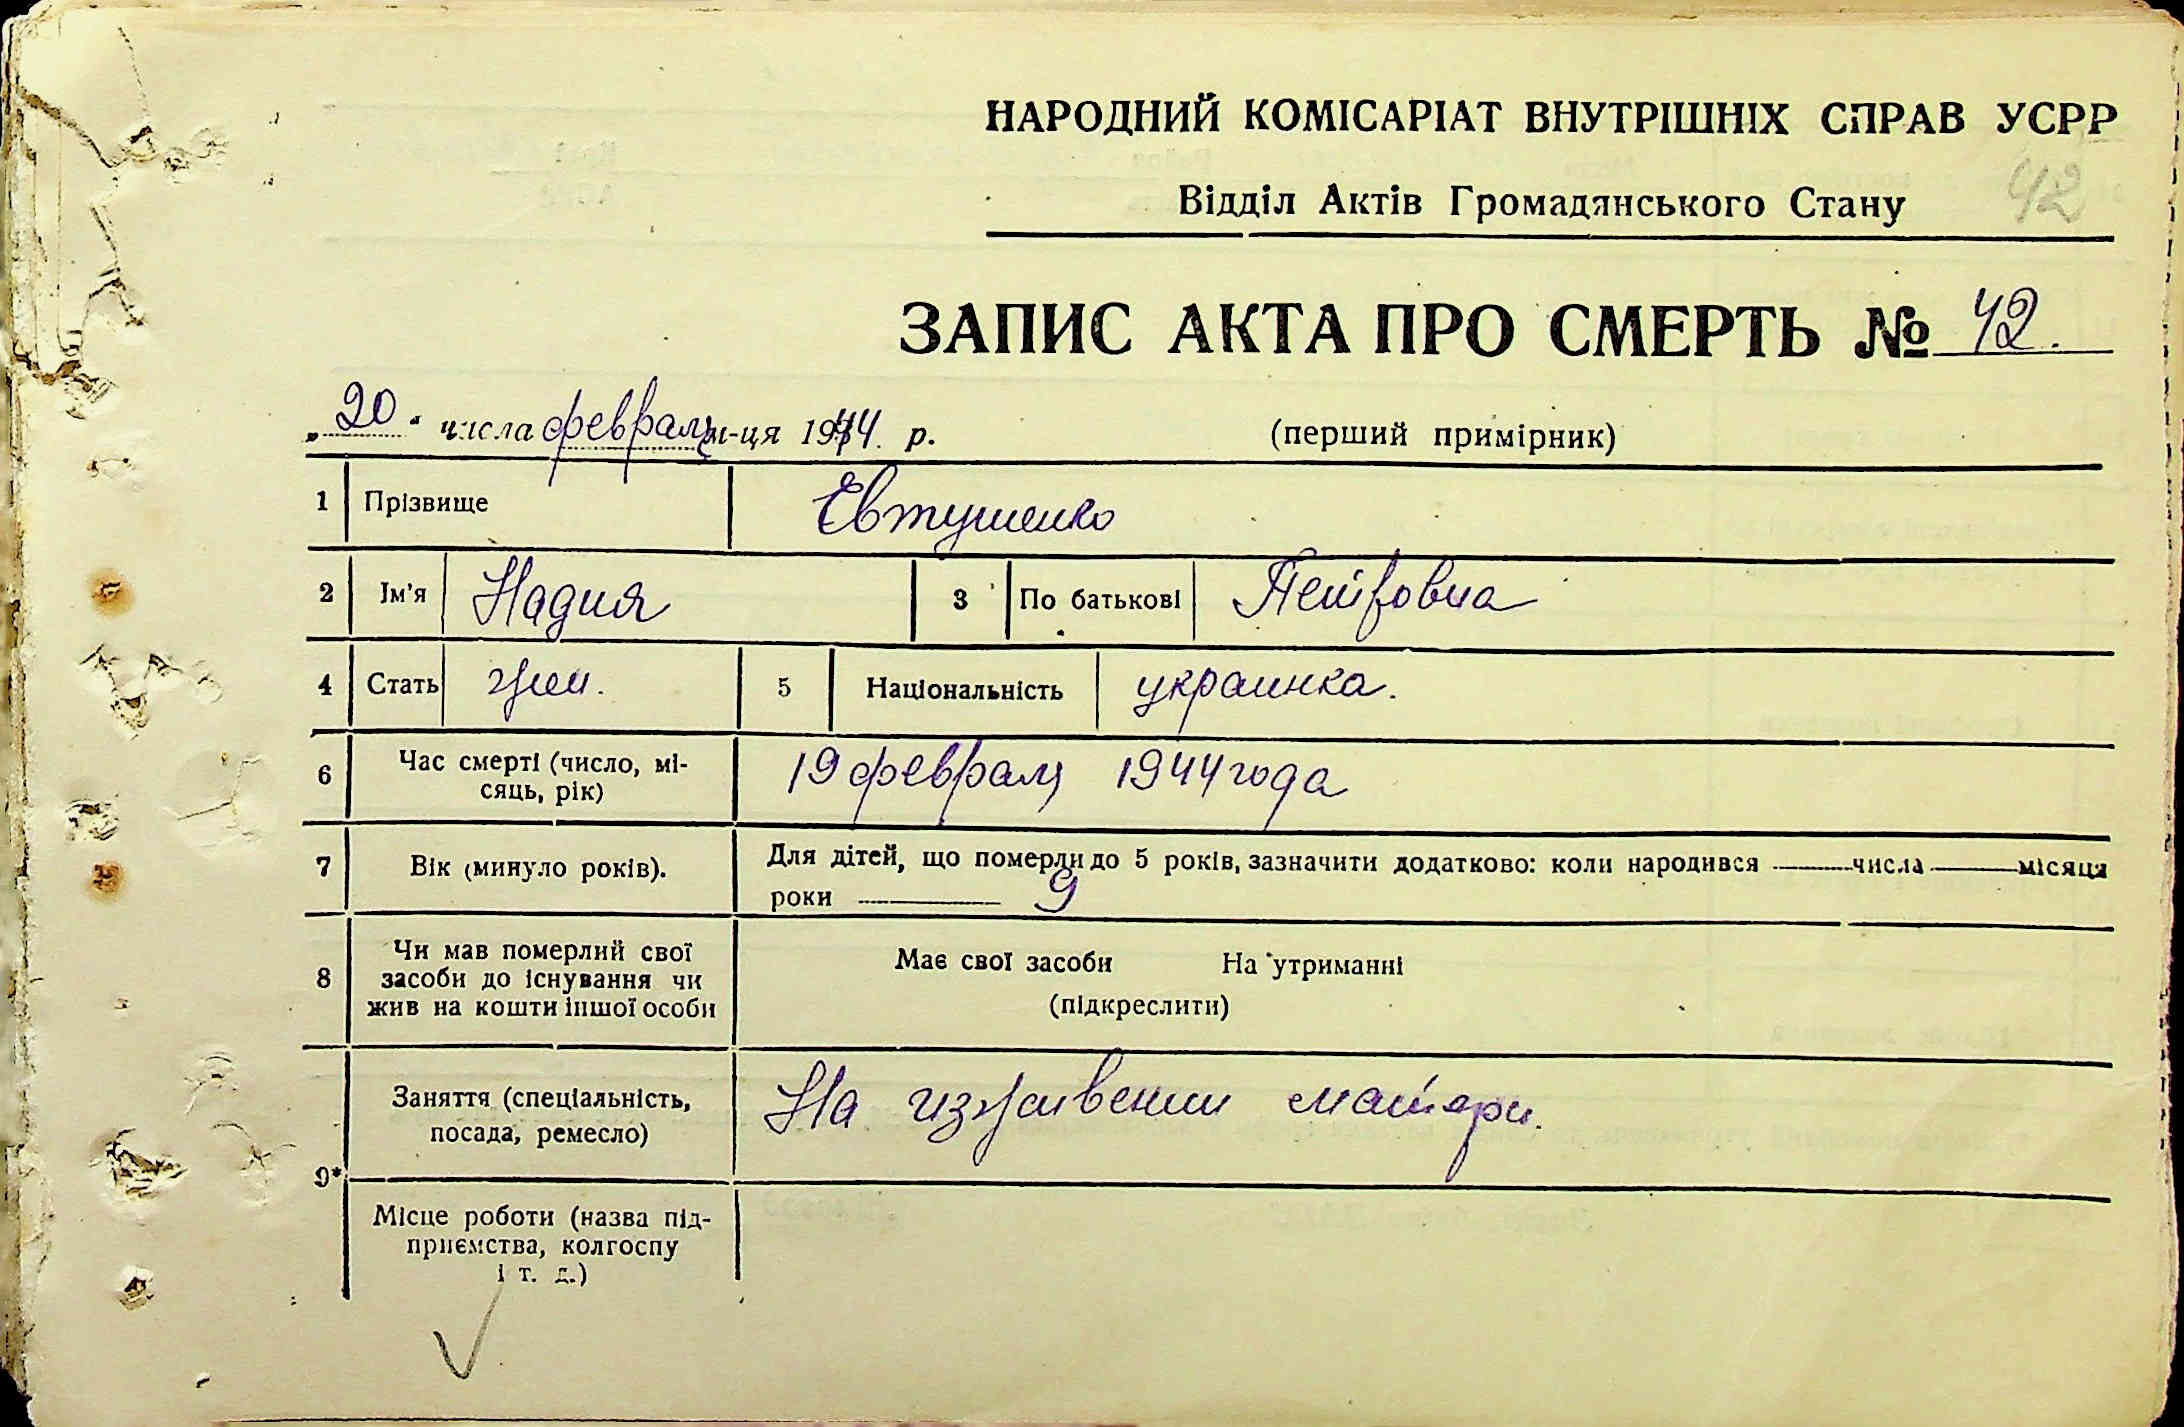 НАРОДНИЙ КОМІСАРІАТ ВНУТРІШНІХ СПРАВ УСРР
42
Відділ Актів Громадянського Стану
ЗАПИС АКТА ПРО СМЕРТЬ № 42.
„20“ числа февраля м-ця 1944 р. (перший примірник)
1 Прізвище Евтушенко
2 Ім'я Надия 3 По батькові Петровна
4 Стать жен. 5 Національність украинка.
6 Час смерті (число, мі-
сяць, рік) 19 февраля 1944 года
7 Вік (минуло років). Для дітей, що померли до 5 років, зазначити додатково: коли народився числа місяця
роки 9
8 Чи мав померлий свої
засоби до існування чи
жив на кошти іншої особи
Має свої засоби На утриманні
(підкреслити)
9* Заняття (спеціальність,
посада, ремесло) На иждивении матери.
Місце роботи (назва під-
приємства, колгоспу
і т. д.)